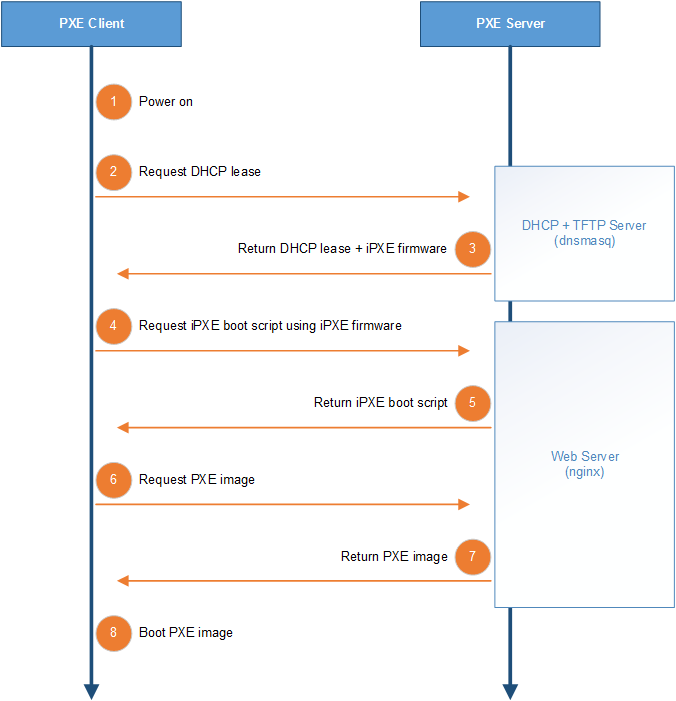 PXE Client
PXE Server
1
Power on
2
Request DHCP lease
DHCP + TFTP Server
(dnsmasq)
Return DHCP lease + iPXE firmware
3
4
Request iPXE boot script using iPXE firmware
Return iPXE boot script
5
Web Server
(nginx)
6
Request PXE image
Return PXE image
7
8
Boot PXE image